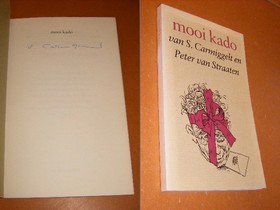 mooi kado
mooi kado
van S. Carmiggelt en
Peter van Straaten